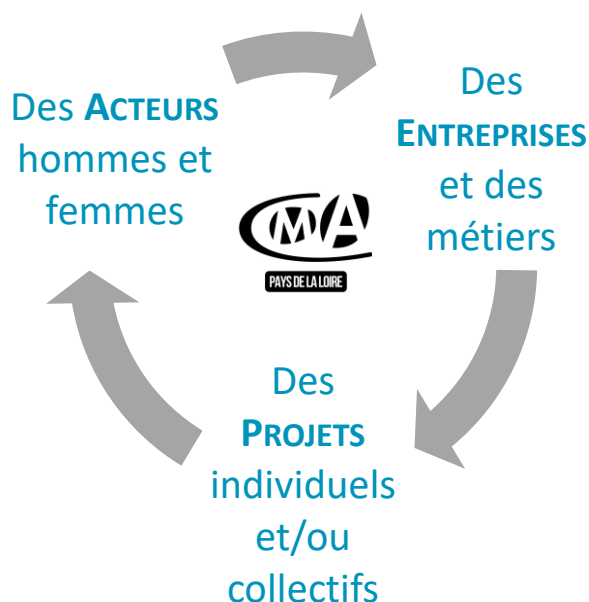 Des ACTEURS
hommes et
femmes
Des
ENTREPRISES
et des
métiers
CMA
PAYS DE LA LOIRE
Des
PROJETS
individuels
et/ou
collectifs